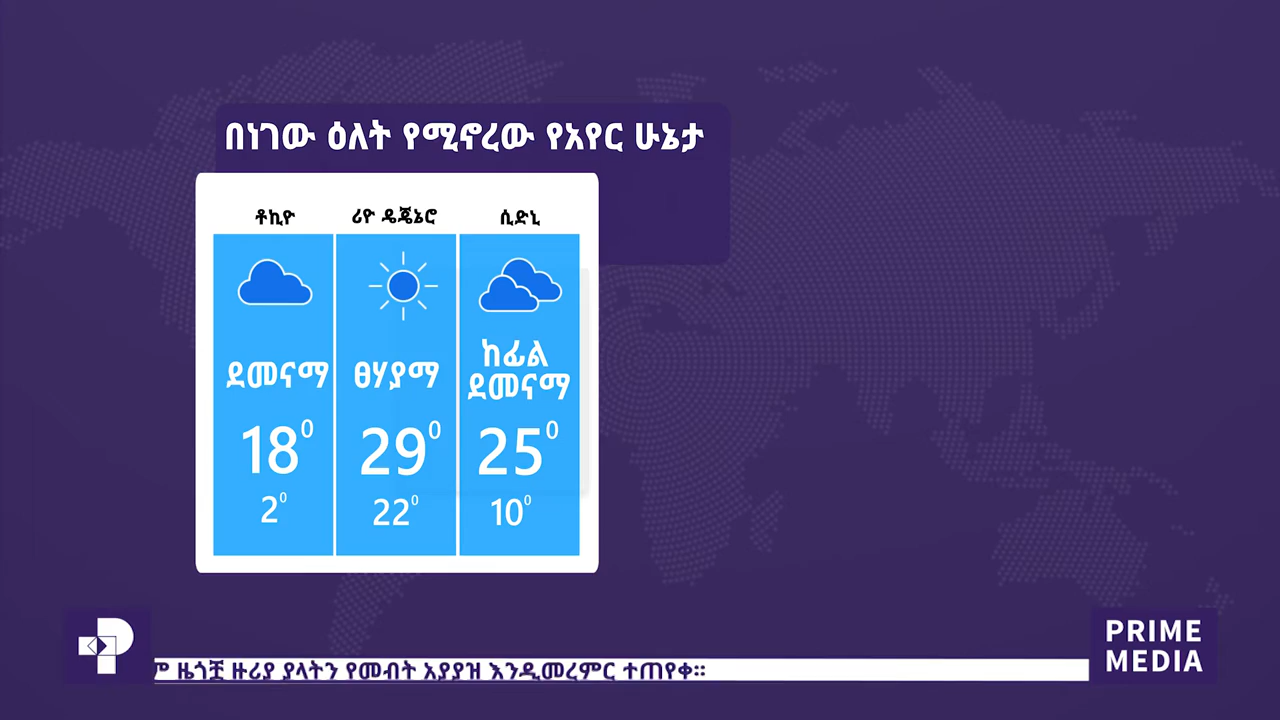 በነገው ዕለት የሚኖረው የአየር ሁኔታ
ቶኪዮ
ሪዮ ዴጄኔሮ
ሲድኒ
ደመናማ
ፀሃያማ
ከፊል
ደመናማ
18⁰
29⁰
25⁰
2⁰
22⁰
10⁰
PRIME
MEDIA
ዜጎቿ ዙሪያ ያላትን የመብት አያያዝ እንዲመረምር ተጠየቀ።